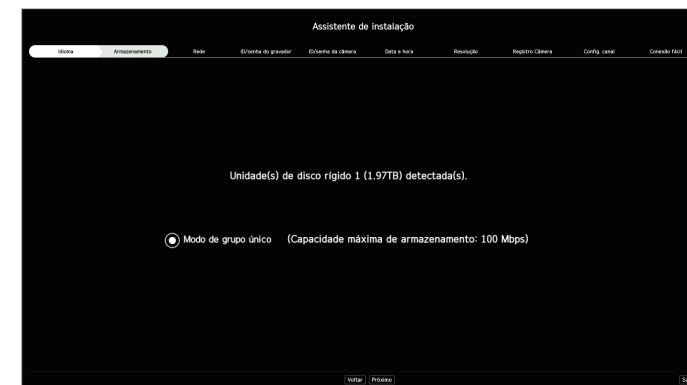 Assistente de instalação
Idioma Armazenamento Rede ID/senha do gravador ID/senha da câmera Data e hora Resolução Registro Câmera Config. canal Conexão fácil
Unidade(s) de disco rígido 1 (1.97TB) detectada(s).
Modo de grupo único (Capacidade máxima de armazenamento: 100 Mbps)
Voltar Próximo